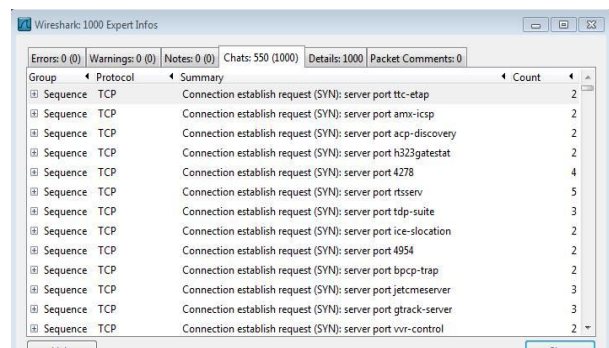 Wireshark: 1000 Expert Infos
Errors: 0 (0) Warnings: 0 (0) Notes: 0 (0) Chats: 550 (1000) Details: 1000 Packet Comments: 0
Group Protocol Summary Count
Sequence TCP Connection establish request (SYN): server port ttc-etap 2
Sequence TCP Connection establish request (SYN): server port amx-icsp 2
Sequence TCP Connection establish request (SYN): server port acp-discovery 2
Sequence TCP Connection establish request (SYN): server port h323gatestat 2
Sequence TCP Connection establish request (SYN): server port 4278 4
Sequence TCP Connection establish request (SYN): server port rtsserv 5
Sequence TCP Connection establish request (SYN): server port tdp-suite 3
Sequence TCP Connection establish request (SYN): server port ice-slocation 2
Sequence TCP Connection establish request (SYN): server port 4954 2
Sequence TCP Connection establish request (SYN): server port bpcp-trap 2
Sequence TCP Connection establish request (SYN): server port jetcmeserver 3
Sequence TCP Connection establish request (SYN): server port gtrack-server 3
Sequence TCP Connection establish request (SYN): server port vvr-control 2